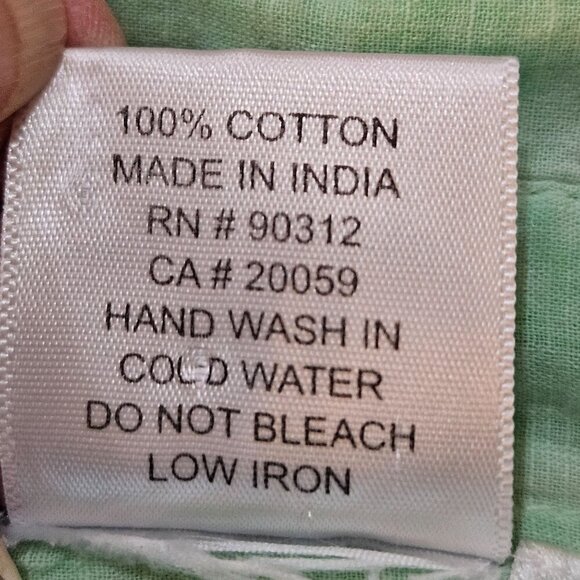 100% COTTON
MADE IN INDIA
RN # 90312
CA # 20059
HAND WASH IN
COLD WATER
DO NOT BLEACH
LOW IRON